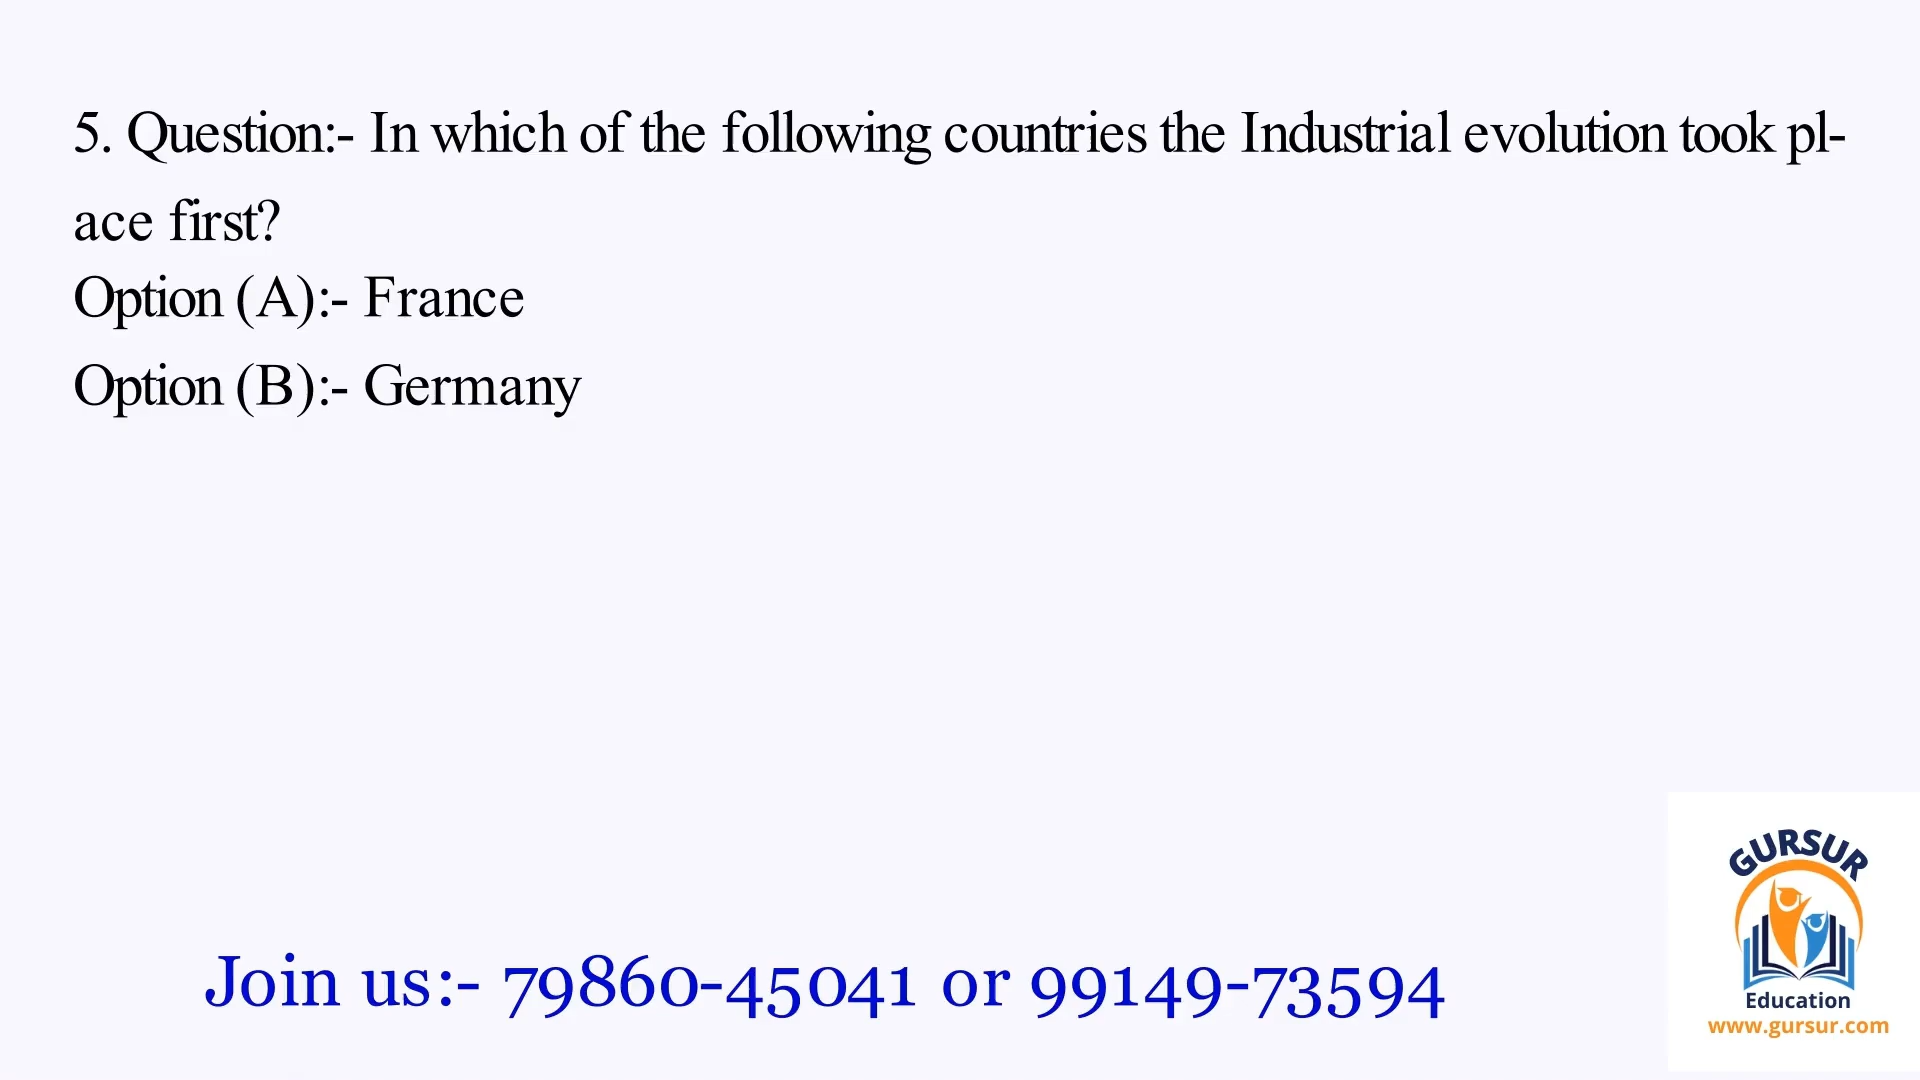 5. Question:- In which of the following countries the Industrial evolution took pl-
ace first?
Option (A):- France
Option (B):- Germany
Join us:- 79860-45041 or 99149-73594
GURSUR
Education
www.gursur.com